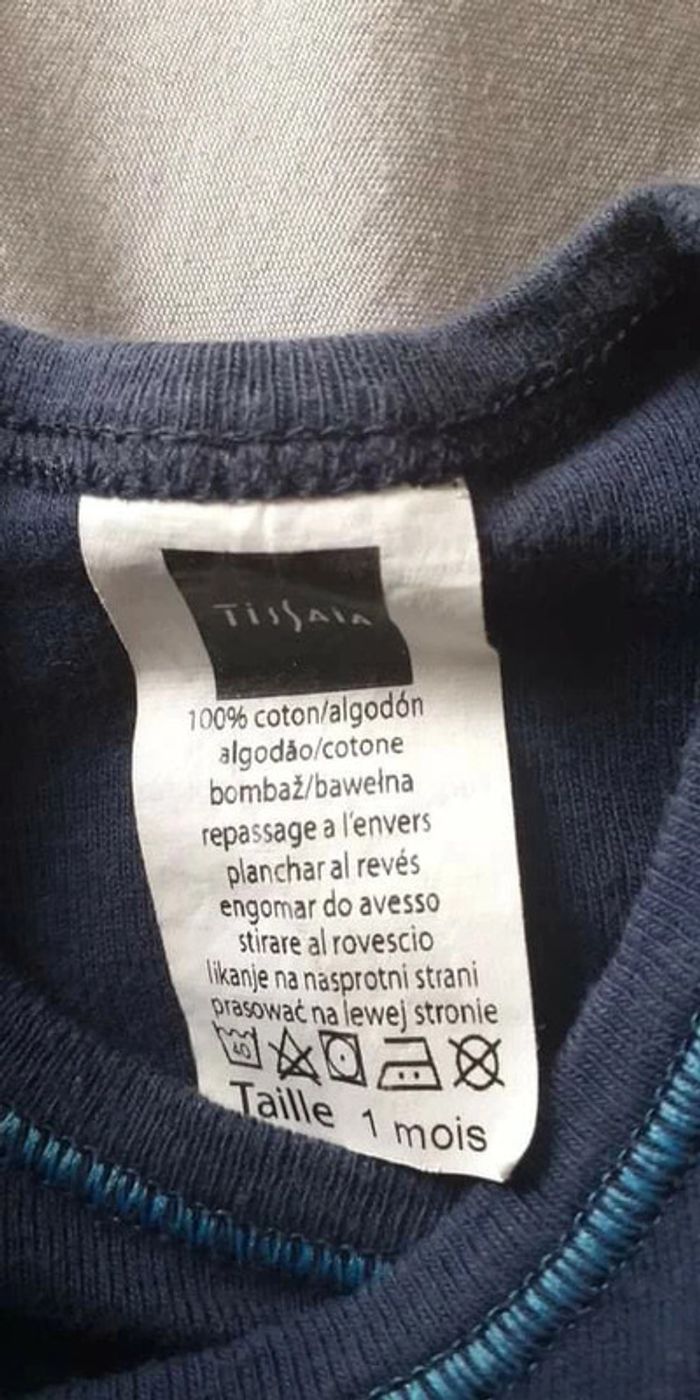 TISSAIA
100% coton/algodón
algodão/cotone
bombaž/bawełna
repassage a l'envers
planchar al revés
engomar do avesso
stirare al rovescio
likanje na nasprotni strani
prasować na lewej stronie
40
Taille 1 mois